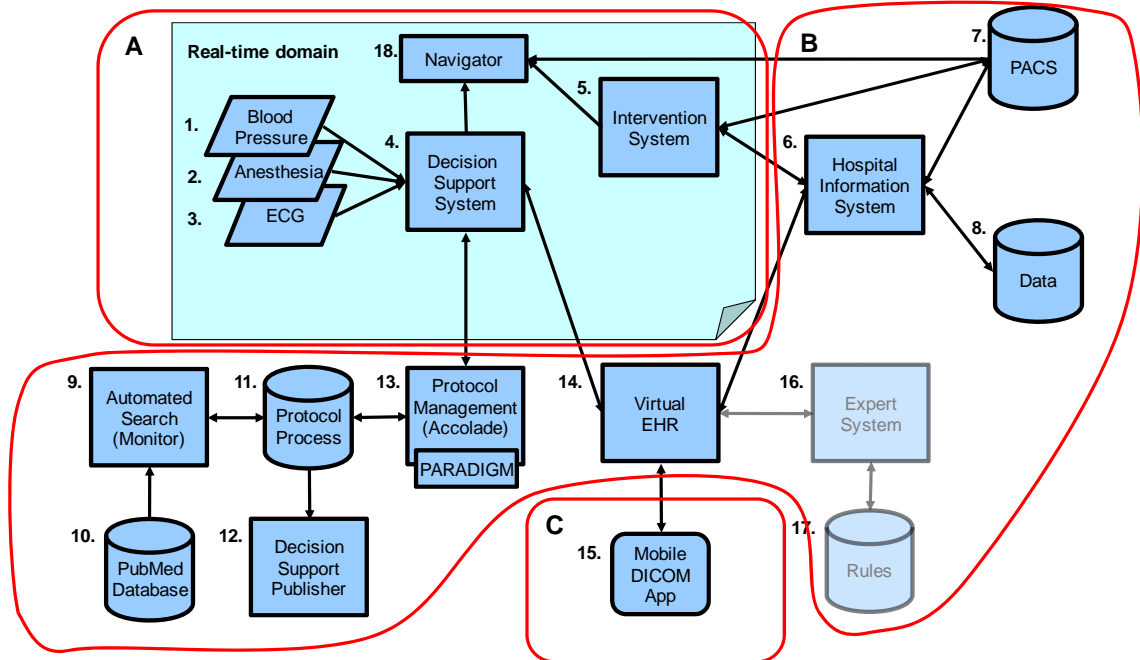 A
Real-time domain
18.
Navigator
B
7.
PACS
1.
Blood
Pressure
2.
Anesthesia
3.
ECG
4.
Decision
Support
System
5.
Intervention
System
6.
Hospital
Information
System
8.
Data
9.
Automated
Search
(Monitor)
11.
Protocol
Process
13.
Protocol
Management
(Accolade)
PARADIGM
14.
Virtual
EHR
16.
Expert
System
10.
PubMed
Database
12.
Decision
Support
Publisher
C
15.
Mobile
DICOM
App
17.
Rules